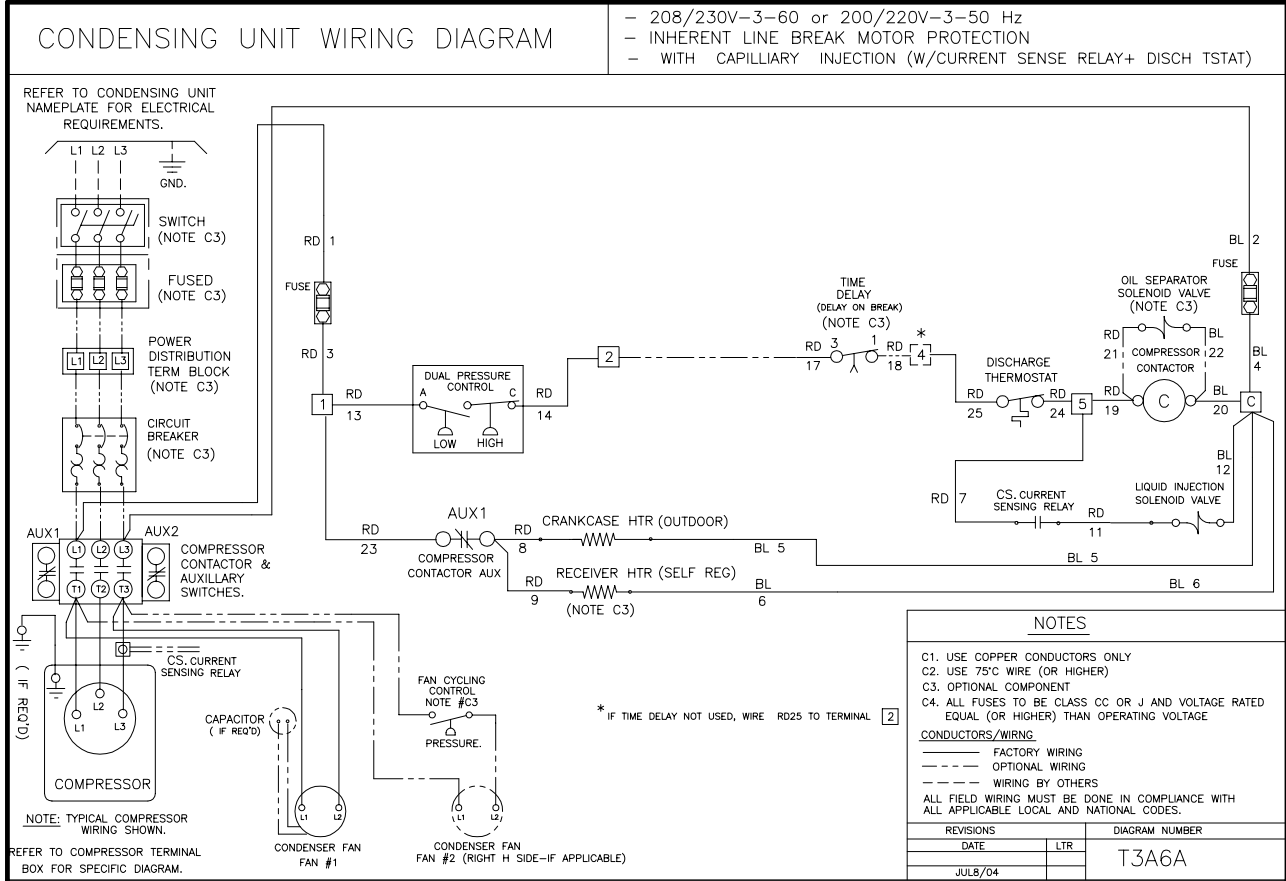 CONDENSING UNIT WIRING DIAGRAM
- 208/230V-3-60 or 200/220V-3-50 Hz
- INHERENT LINE BREAK MOTOR PROTECTION
- WITH CAPILLIARY INJECTION (W/CURRENT SENSE RELAY+ DISCH TSTAT)
REFER TO CONDENSING UNIT
NAMEPLATE FOR ELECTRICAL
REQUIREMENTS.
L1 L2 L3
GND.
SWITCH
(NOTE C3)
FUSED
(NOTE C3)
L1 L2 L3
POWER
DISTRIBUTION
TERM BLOCK
(NOTE C3)
CIRCUIT
BREAKER
(NOTE C3)
AUX1
AUX2
L1 L2 L3
T1 T2 T3
COMPRESSOR
CONTACTOR &
AUXILLARY
SWITCHES.
( IF REQ'D)
CS. CURRENT
SENSING RELAY
L2
L1 L3
COMPRESSOR
NOTE: TYPICAL COMPRESSOR
WIRING SHOWN.
REFER TO COMPRESSOR TERMINAL
BOX FOR SPECIFIC DIAGRAM.
RD 1
FUSE
RD 3
1
RD
13
DUAL PRESSURE
CONTROL
A C
LOW HIGH
RD
14
2
TIME
DELAY
(DELAY ON BREAK)
(NOTE C3)
RD 3 1 RD
17 18
*
4
DISCHARGE
THERMOSTAT
RD
25
RD
24
5
RD
19
OIL SEPARATOR
SOLENOID VALVE
(NOTE C3)
RD
21
BL
22
COMPRESSOR
CONTACTOR
C
BL
20
C
BL 2
FUSE
BL
4
RD 7
CS. CURRENT
SENSING RELAY
RD
11
LIQUID INJECTION
SOLENOID VALVE
BL
12
RD
23
AUX1
COMPRESSOR
CONTACTOR AUX
RD
8
CRANKCASE HTR (OUTDOOR)
BL 5
BL 5
RD
9
RECEIVER HTR (SELF REG)
(NOTE C3)
BL
6
BL 6
CAPACITOR
( IF REQ'D)
L1 L2
CONDENSER FAN
FAN #1
FAN CYCLING
CONTROL
NOTE #C3
PRESSURE.
L1 L2
CONDENSER FAN
FAN #2 (RIGHT H SIDE-IF APPLICABLE)
* IF TIME DELAY NOT USED, WIRE RD25 TO TERMINAL 2
NOTES
C1. USE COPPER CONDUCTORS ONLY
C2. USE 75°C WIRE (OR HIGHER)
C3. OPTIONAL COMPONENT
C4. ALL FUSES TO BE CLASS CC OR J AND VOLTAGE RATED
EQUAL (OR HIGHER) THAN OPERATING VOLTAGE
CONDUCTORS/WIRNG
FACTORY WIRING
OPTIONAL WIRING
WIRING BY OTHERS
ALL FIELD WIRING MUST BE DONE IN COMPLIANCE WITH
ALL APPLICABLE LOCAL AND NATIONAL CODES.
REVISIONS
DATE LTR
JUL8/04
DIAGRAM NUMBER
T3A6A